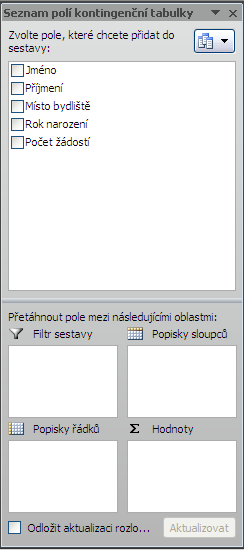 Seznam polí kontingenční tabulky
Zvolte pole, které chcete přidat do
sestavy:
Jméno
Příjmení
Místo bydliště
Rok narození
Počet žádostí
Přetáhnout pole mezi následujícími oblastmi:
Filtr sestavy
Popisky sloupců
Popisky řádků
Σ Hodnoty
Odložit aktualizaci rozlo...
Aktualizovat